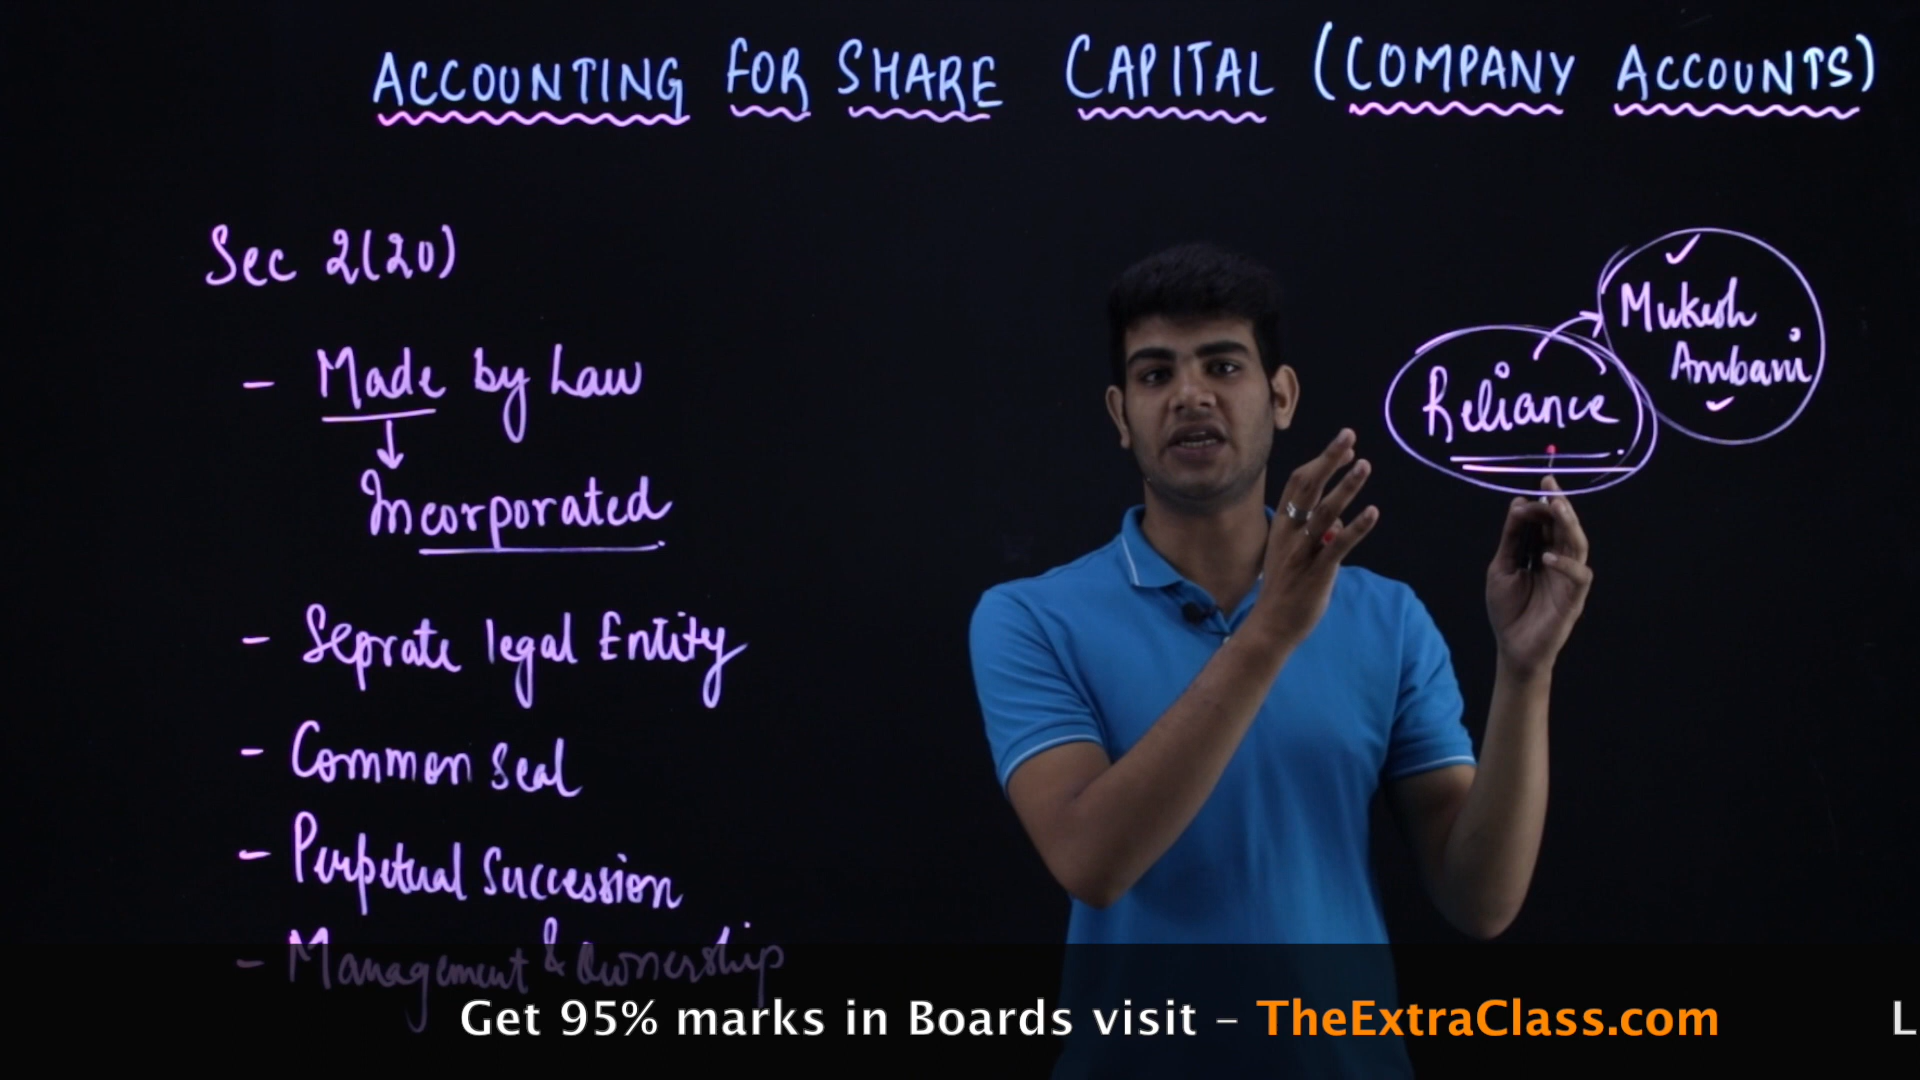 ACCOUNTING FOR SHARE CAPITAL (COMPANY ACCOUNTS)
Sec 2(20)
- Made by Law
Incorporated
- Seprate legal Entity
- Common Seal
- Perpetual Succession
- Management & Ownership
Mukesh
Ambani
Reliance
Get 95% marks in Boards visit – TheExtraClass.com
L